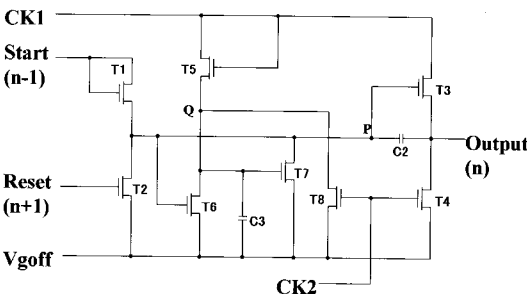 CK1
Start
(n-1)
T1
T5
T3
Q
P
C2
Output
(n)
Reset
(n+1)
T2
T6
T7
C3
T8
T4
Vgoff
CK2